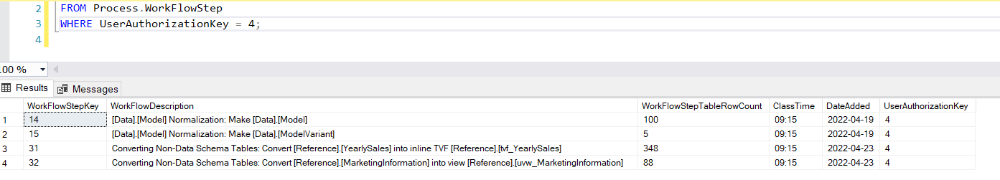 2 FROM Process.WorkFlowStep
3 WHERE UserAuthorizationKey = 4;
4
100 %
Results Messages
WorkFlowStepKey WorkFlowDescription WorkFlowStepTableRowCount ClassTime DateAdded UserAuthorizationKey
1 14 [Data].[Model] Normalization: Make [Data].[Model] 100 09:15 2022-04-19 4
2 15 [Data].[Model] Normalization: Make [Data].[ModelVariant] 5 09:15 2022-04-19 4
3 31 Converting Non-Data Schema Tables: Convert [Reference].[YearlySales] into inline TVF [Reference].[tvf_YearlySales] 348 09:15 2022-04-23 4
4 32 Converting Non-Data Schema Tables: Convert [Reference].[MarketingInformation] into view [Reference].[uvw_MarketingInformation] 88 09:15 2022-04-23 4